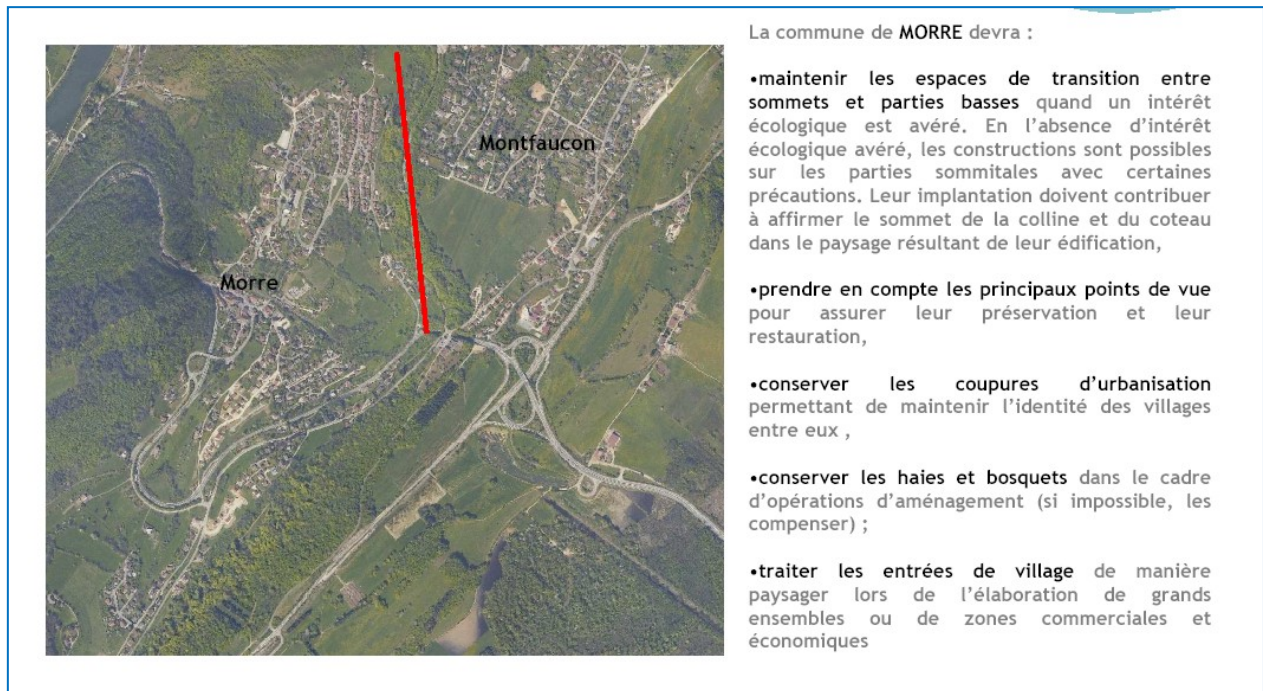 La commune de MORRE devra :
•maintenir les espaces de transition entre
sommets et parties basses quand un intérêt
écologique est avéré. En l’absence d’intérêt
écologique avéré, les constructions sont possibles
sur les parties sommitales avec certaines
précautions. Leur implantation doivent contribuer
à affirmer le sommet de la colline et du coteau
dans le paysage résultant de leur édification,
•prendre en compte les principaux points de vue
pour assurer leur préservation et leur
restauration,
•conserver les coupures d’urbanisation
permettant de maintenir l’identité des villages
entre eux ,
•conserver les haies et bosquets dans le cadre
d’opérations d’aménagement (si impossible, les
compenser) ;
•traiter les entrées de village de manière
paysager lors de l’élaboration de grands
ensembles ou de zones commerciales et
économiques
Montfaucon
Morre